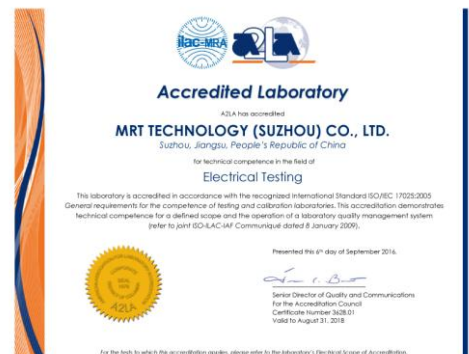 ilac-MRA
A2LA
Accredited Laboratory
A2LA has accredited
MRT TECHNOLOGY (SUZHOU) CO., LTD.
Suzhou, Jiangsu, People's Republic of China
for technical competence in the field of
Electrical Testing
This laboratory is accredited in accordance with the recognized International Standard ISO/IEC 17025:2005
General requirements for the competence of testing and calibration laboratories. This accreditation demonstrates
technical competence for a defined scope and the operation of a laboratory quality management system
(refer to joint ISO-ILAC-IAF Communiqué dated 8 January 2009).
Presented this 6th day of September 2016.
Senior Director of Quality and Communications
For the Accreditation Council
Certificate Number 3628.01
Valid to August 31, 2018
CORPORATE
SEAL
1978
A2LA
For the tests to which this accreditation applies, please refer to the laboratory's Electrical Scope of Accreditation.